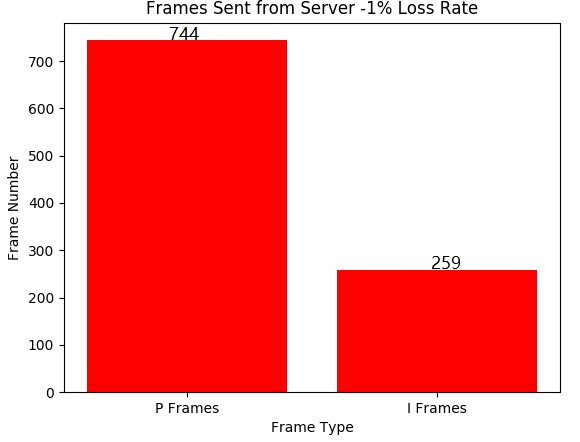 Frames Sent from Server -1% Loss Rate
744
259
700
600
500
400
300
200
100
0
Frame Number
P Frames
I Frames
Frame Type